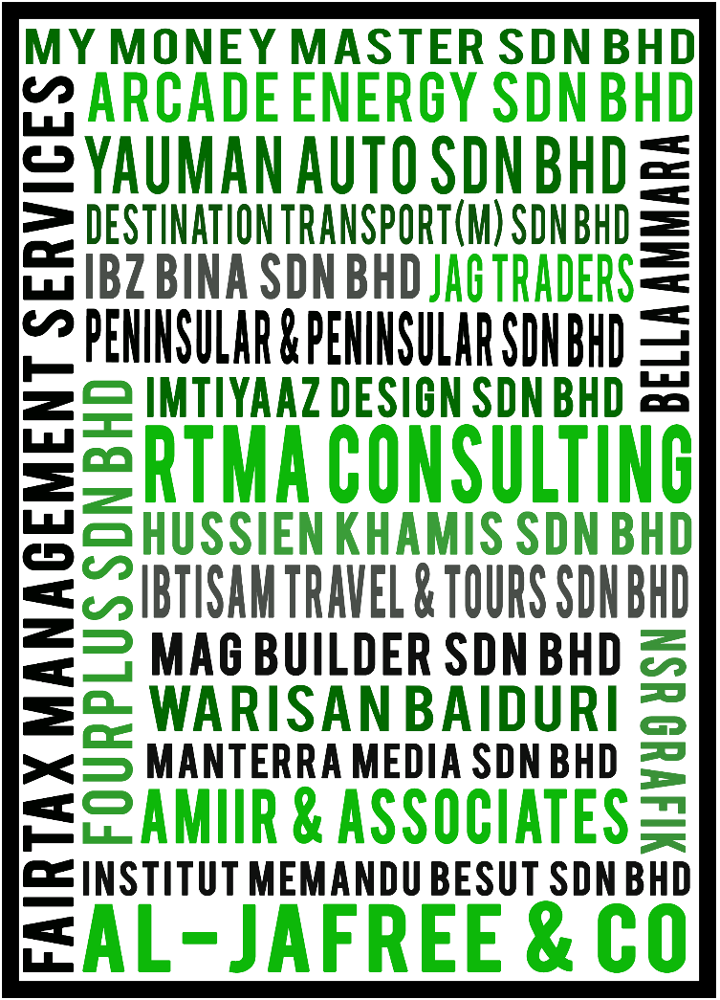 MY MONEY MASTER SDN BHD
ARCADE ENERGY SDN BHD
YAUMAN AUTO SDN BHD
DESTINATION TRANSPORT(M) SDN BHD
IBZ BINA SDN BHD JAG TRADERS
PENINSULAR & PENINSULAR SDN BHD
IMTIYAAZ DESIGN SDN BHD
RTMA CONSULTING
HUSSIEN KHAMIS SDN BHD
IBTISAM TRAVEL & TOURS SDN BHD
MAG BUILDER SDN BHD
WARISAN BAIDURI
MANTERRA MEDIA SDN BHD
AMIIR & ASSOCIATES
INSTITUT MEMANDU BESUT SDN BHD
AL-JAFREE & CO
FAIRTAX MANAGEMENT SERVICES
FOURPLUS SDN BHD
BELLA AMMARA
NSR GRAFIK